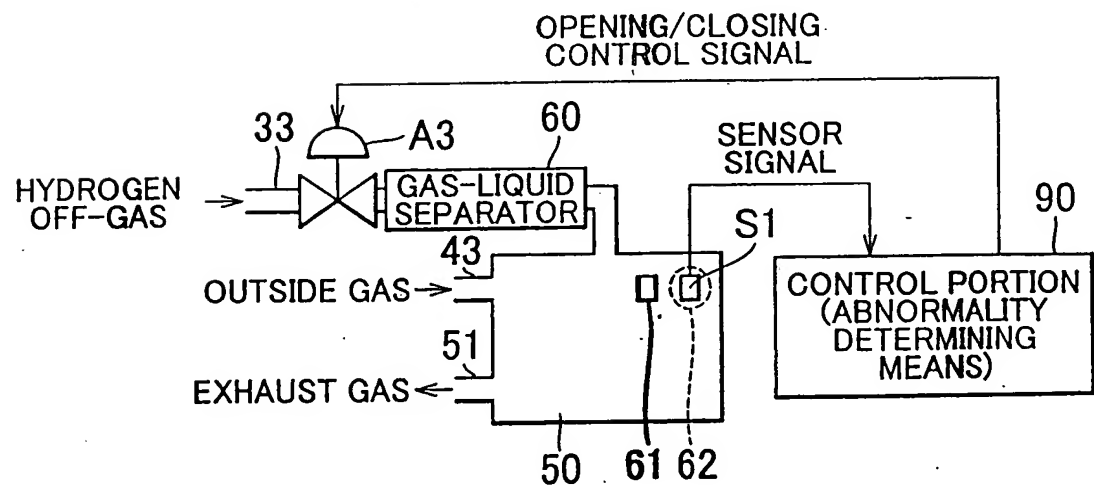 OPENING/CLOSING
CONTROL SIGNAL
33
A3
60
SENSOR
SIGNAL
HYDROGEN
OFF-GAS
GAS-LIQUID
SEPARATOR
90
S1
43
OUTSIDE GAS
CONTROL PORTION
(ABNORMALITY
DETERMINING
MEANS)
51
EXHAUST GAS
50
61
62